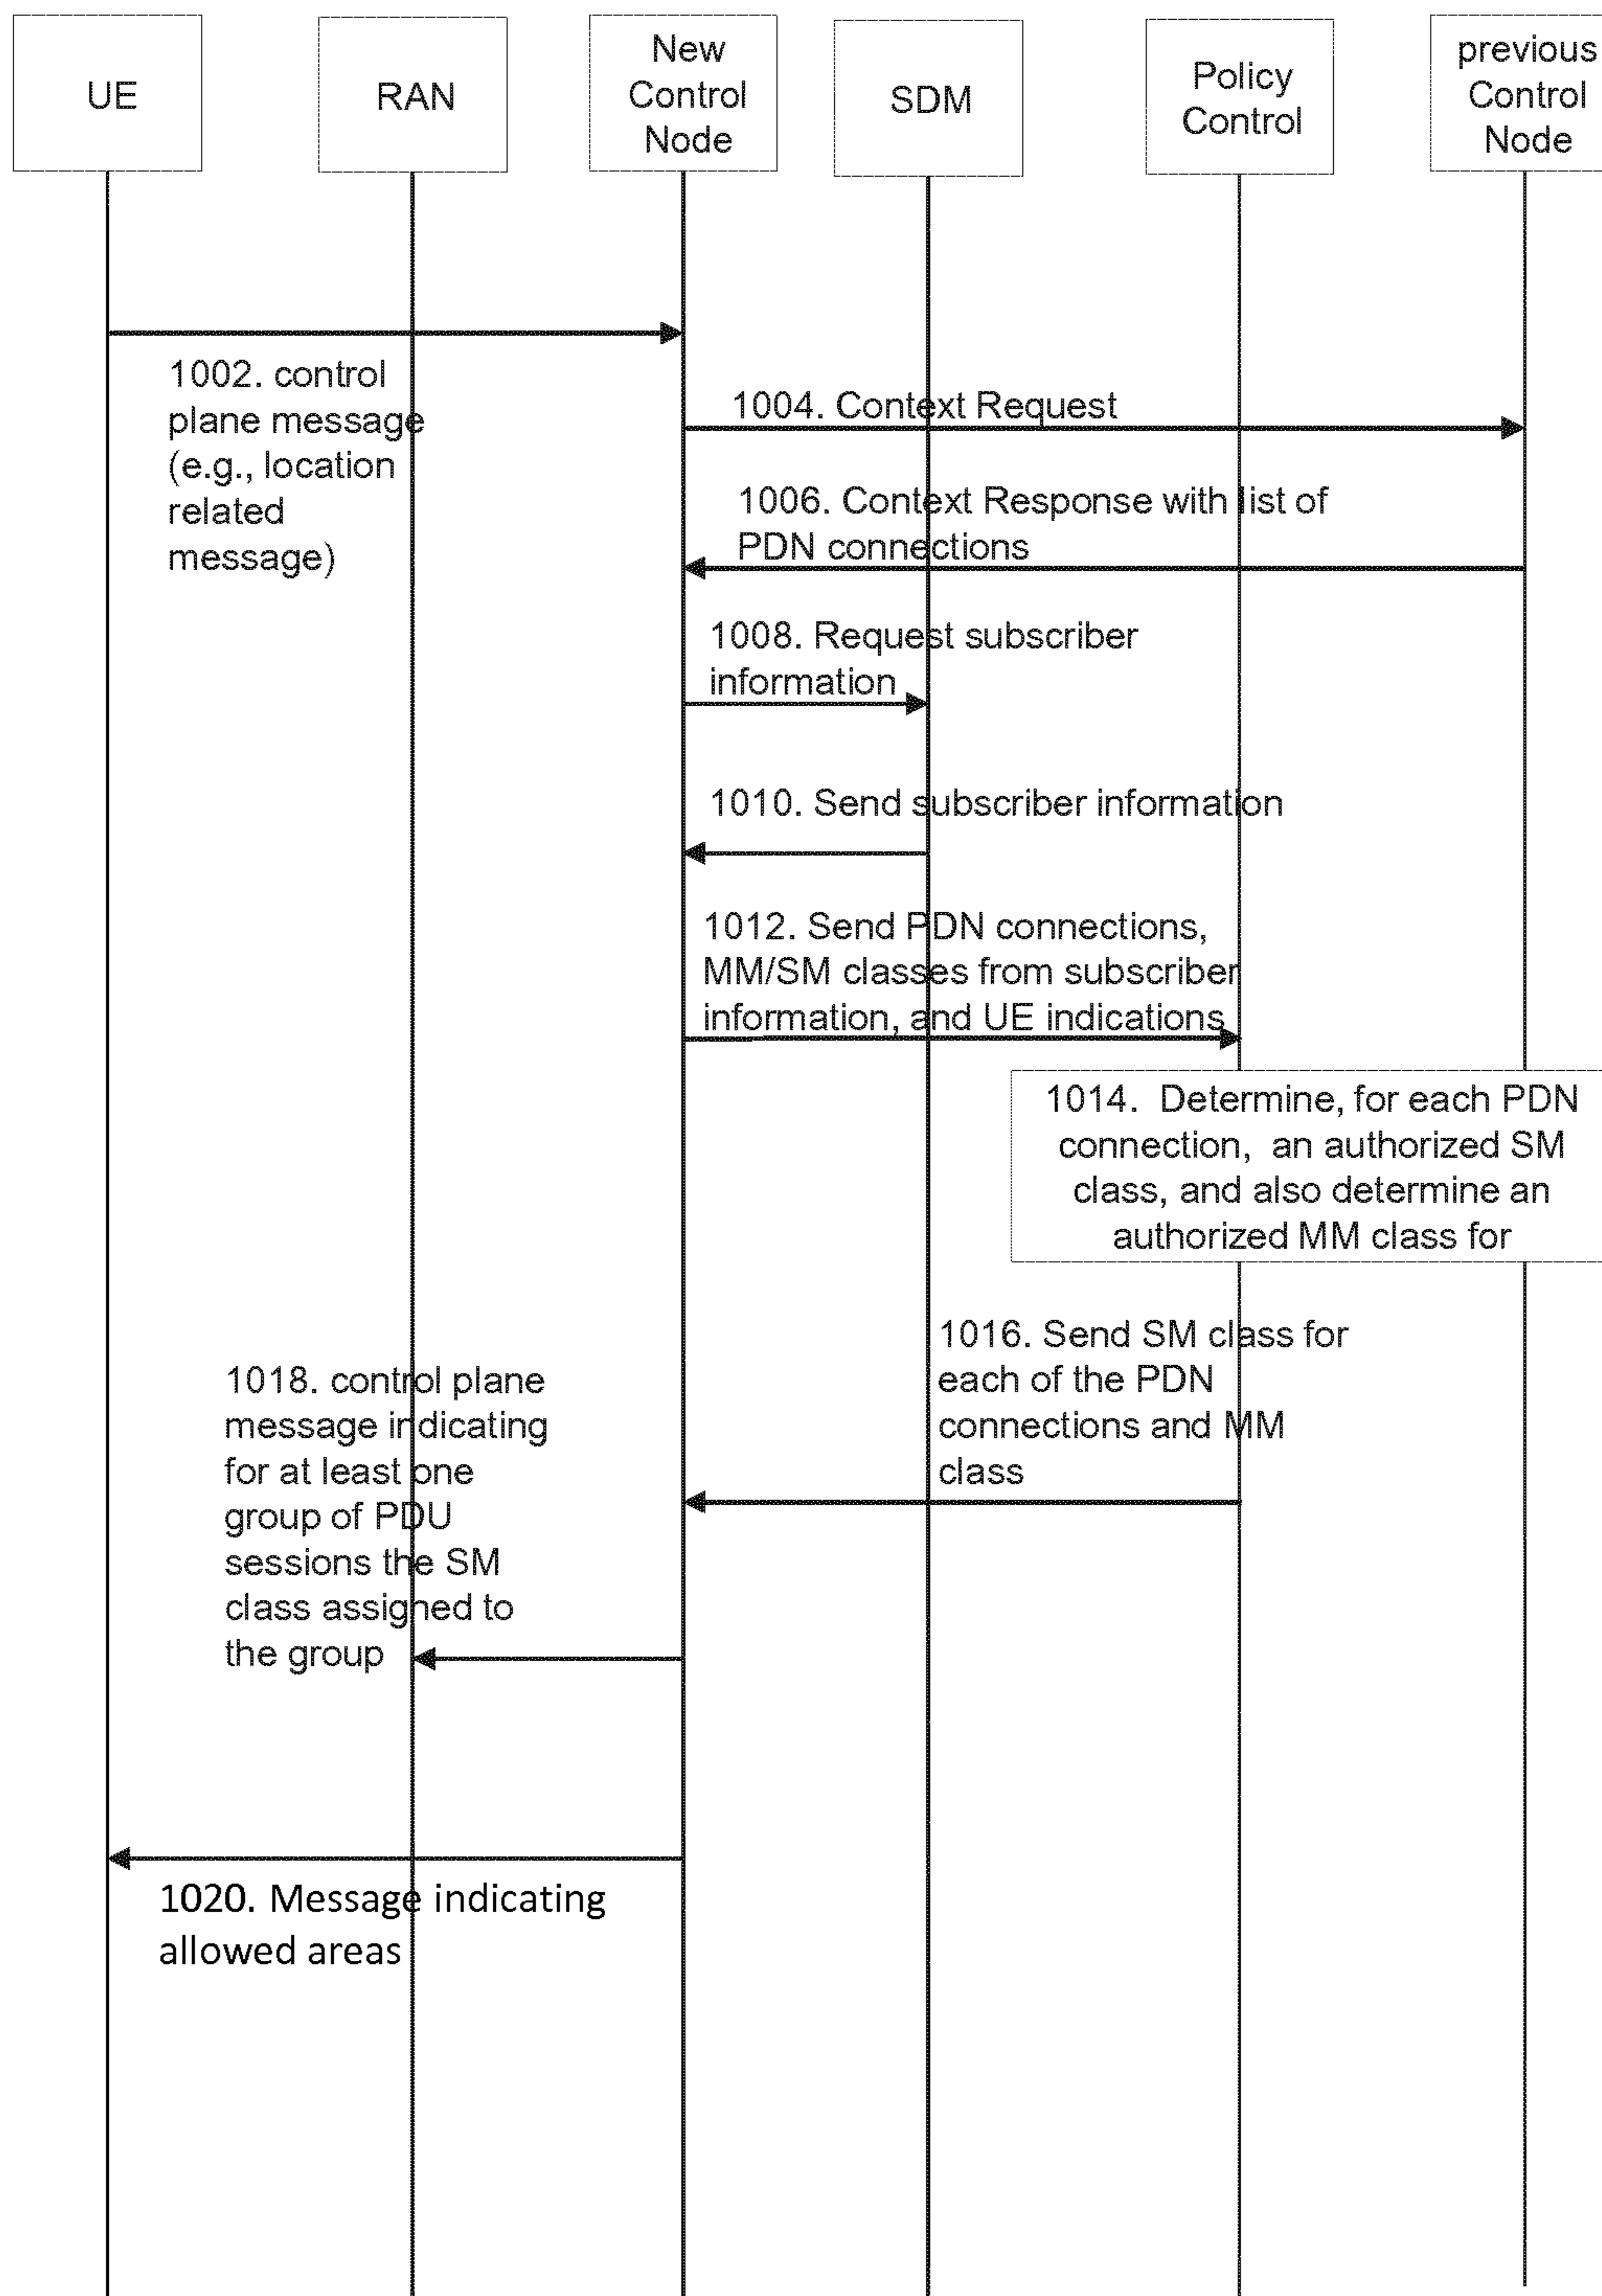 UE
RAN
New
Control
Node
SDM
Policy
Control
previous
Control
Node
1002. control
plane message
(e.g., location
related
message)
1004. Context Request
1006. Context Response with list of
PDN connections
1008. Request subscriber
information
1010. Send subscriber information
1012. Send PDN connections,
MM/SM classes from subscriber
information, and UE indications
1014. Determine, for each PDN
connection, an authorized SM
class, and also determine an
authorized MM class for
1016. Send SM class for
each of the PDN
connections and MM
class
1018. control plane
message indicating
for at least one
group of PDU
sessions the SM
class assigned to
the group
1020. Message indicating
allowed areas